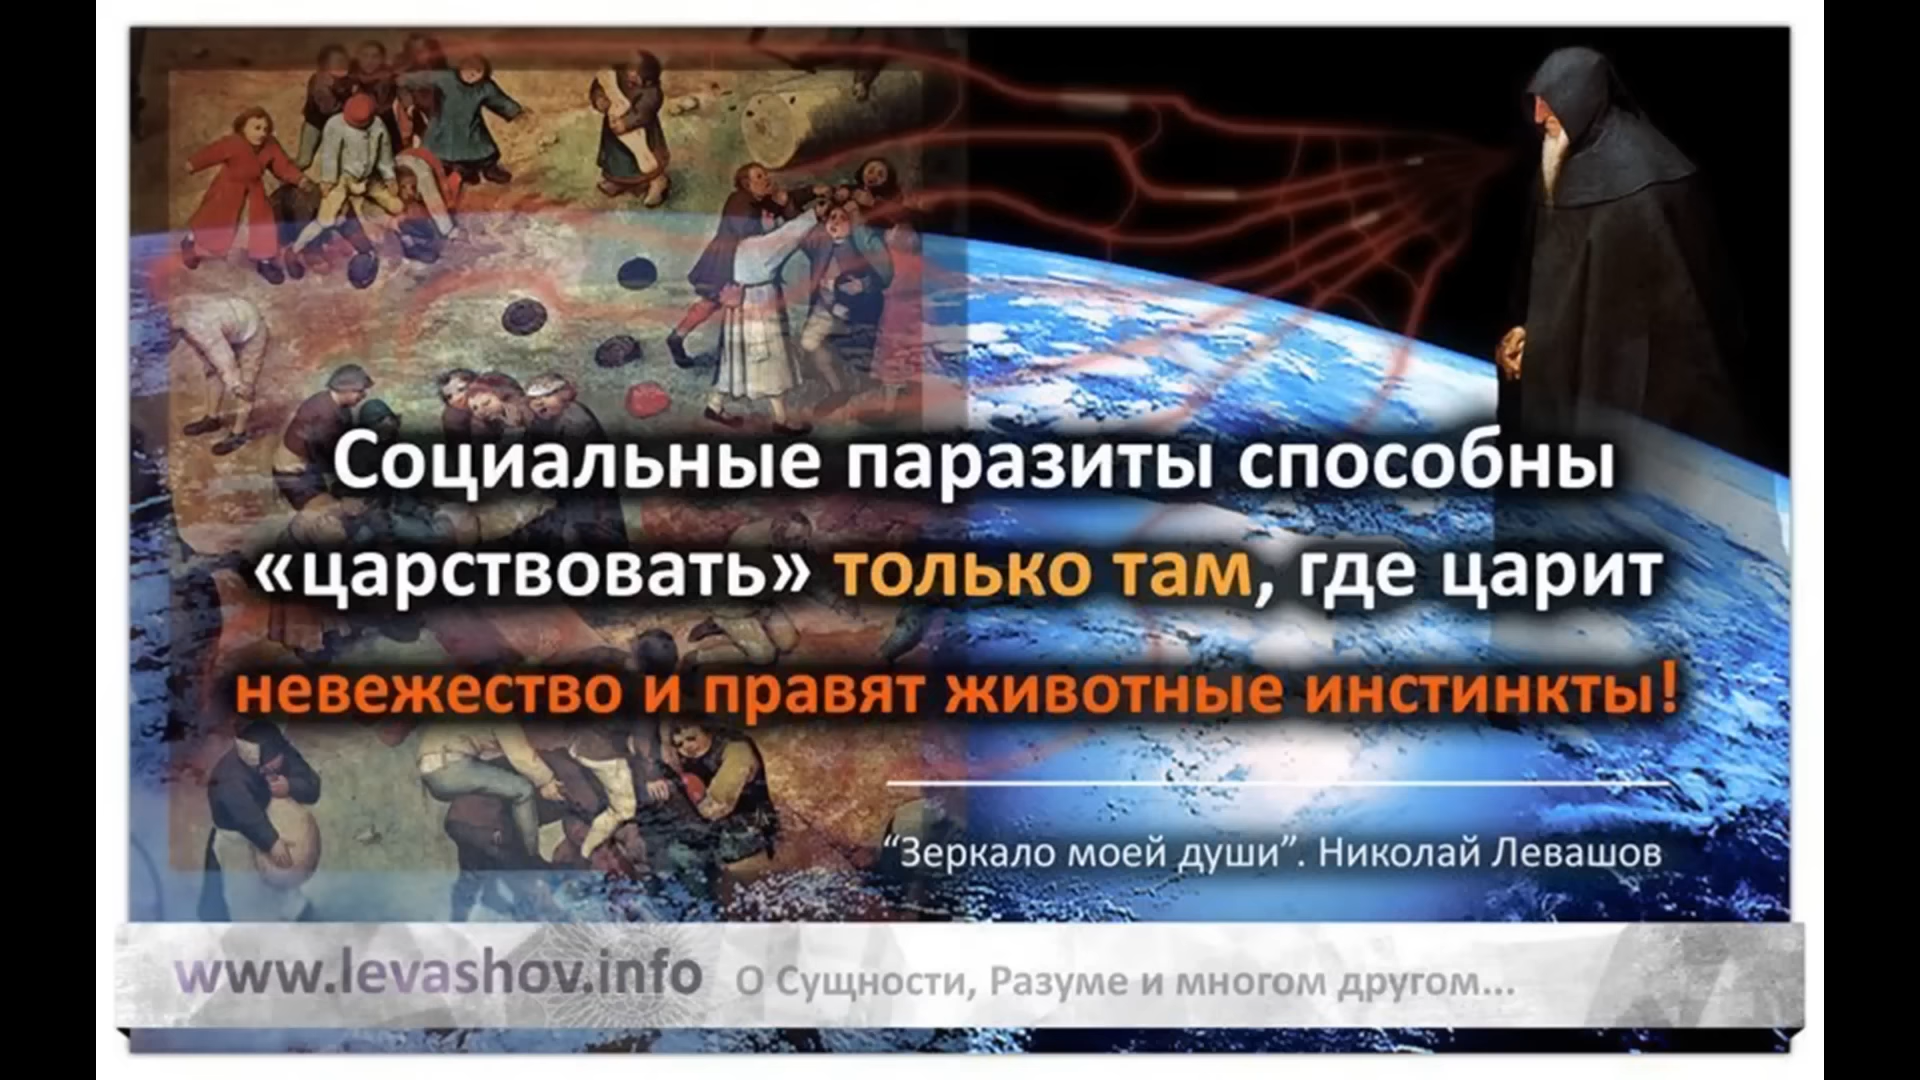 Социальные паразиты способны
«царствовать» только там, где царит
невежество и правят животные инстинкты!
“Зеркало моей души”. Николай Левашов
www.levashov.info О Сущности, Разуме и многом другом...